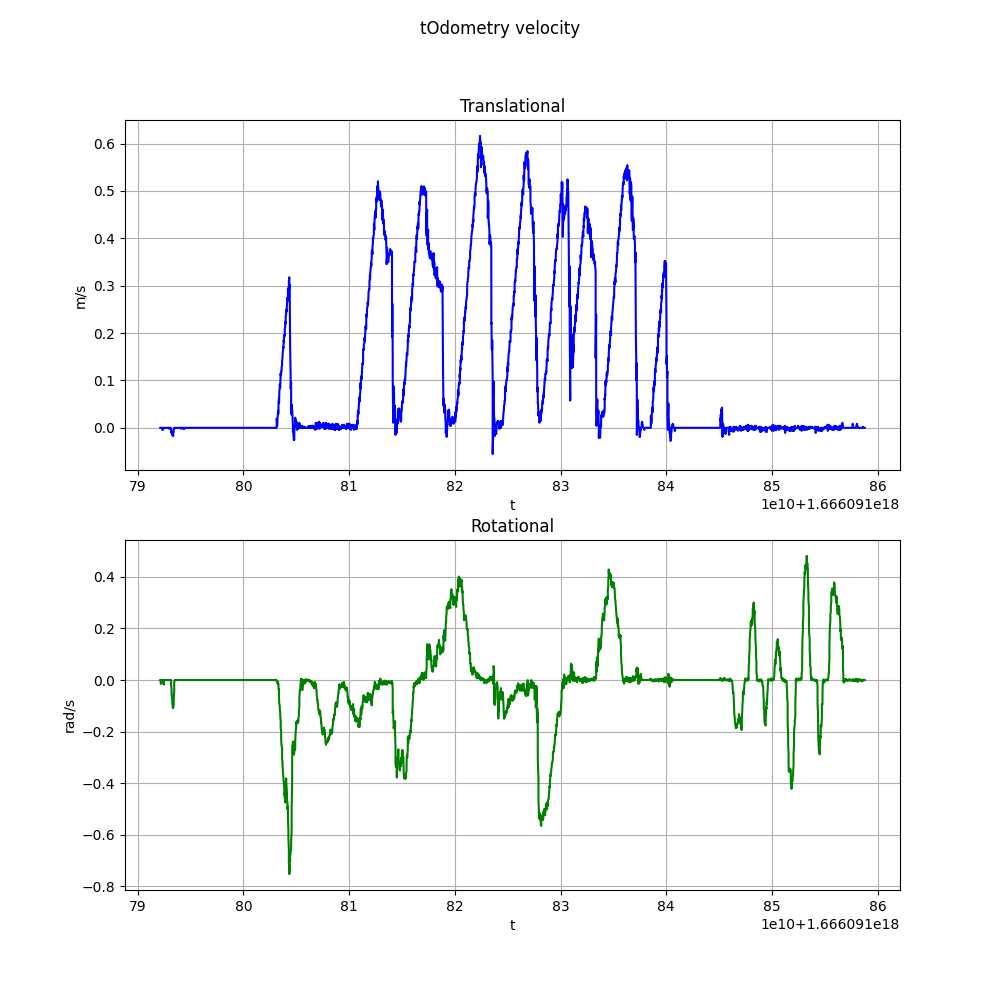 tOdometry velocity
Translational
0.6
0.5
0.4
0.3
0.2
0.1
0.0
m/s
79 80 81 82 83 84 85 86
t
1e10+1.666091e18
Rotational
0.4
0.2
0.0
−0.2
−0.4
−0.6
−0.8
rad/s
79 80 81 82 83 84 85 86
t
1e10+1.666091e18